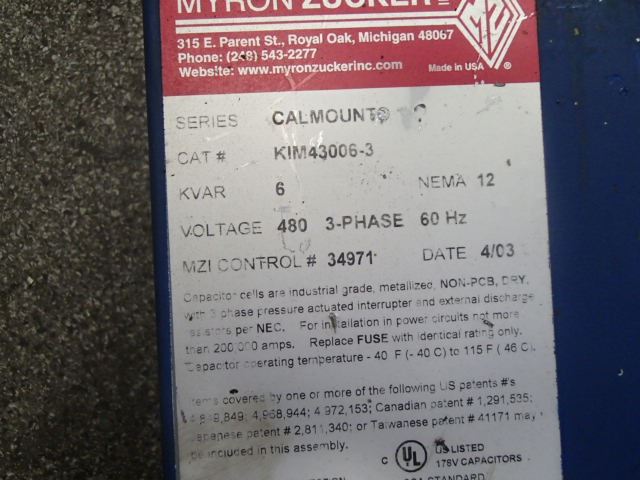 MYRON ZUCKER
315 E. Parent St., Royal Oak, Michigan 48067
Phone: (248) 543-2277
Website: www.myronzuckerinc.com
Made in USA
MZ
®
SERIES CALMOUNT®
CAT # KIM43006-3
KVAR 6 NEMA 12
VOLTAGE 480 3-PHASE 60 Hz
MZI CONTROL # 34971 DATE 4/03
Capacitor cells are industrial grade, metallized, NON-PCB, DRY,
with 3 phase pressure actuated interrupter and external discharge
resistors per NEC. For installation in power circuits not more
than 200,000 amps. Replace FUSE with identical rating only.
Capacitor operating temperature - 40 F (- 40 C) to 115 F ( 46 C).
Items covered by one or more of the following US patents #'s
4,968,944; 4,972,153; Canadian patent # 1,291,535;
Japanese patent # 2,811,340; or Taiwanese patent # 41171 may
be included in this assembly.
C UL US LISTED
176V CAPACITORS